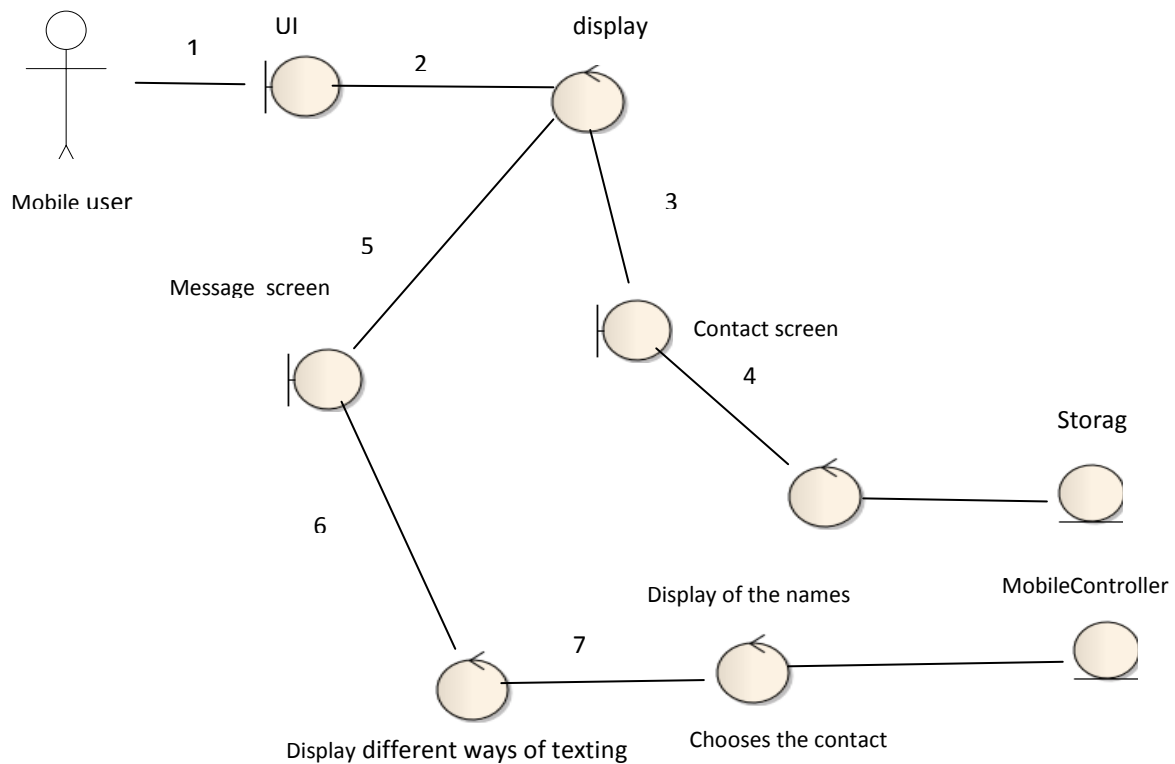 UI
display
1
2
Mobile user
3
5
Message screen
Contact screen
4
Storag
6
MobileController
Display of the names
7
Chooses the contact
Display different ways of texting